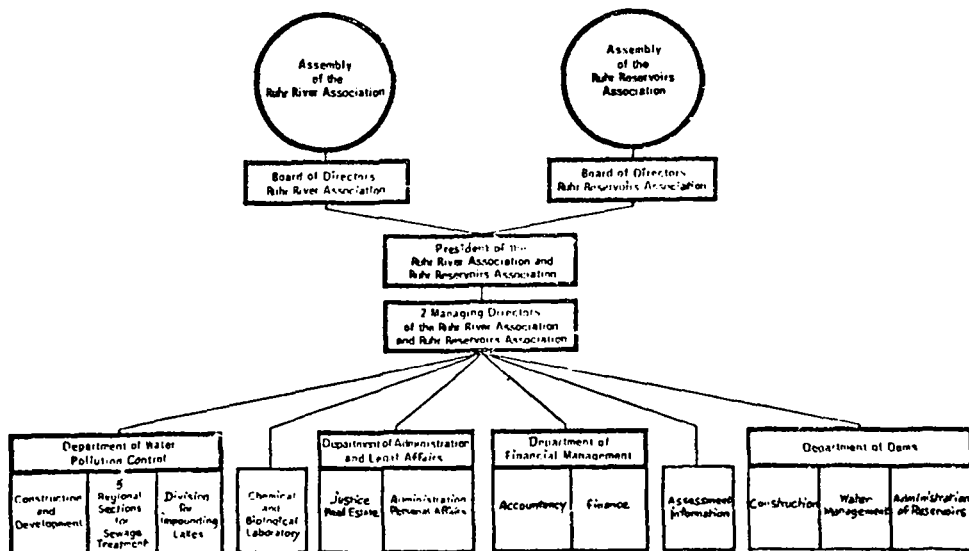 Assembly
of the
Ruhr River Association
Assembly
of the
Ruhr Reservoirs
Association
Board of Directors
Ruhr River Association
Board of Directors
Ruhr Reservoirs Association
President of the
Ruhr River Association and
Ruhr Reservoirs Association
2 Managing Directors
of the Ruhr River Association
and Ruhr Reservoirs Association
Department of Water
Pollution Control
Construction
and
Development
5
Regional
Sections
for
Sewage
Treatment
Division
for
Impounding
Lakes
Chemical
and
Biological
Laboratory
Department of Administration
and Legal Affairs
Justice
Real Estate
Administration
Personal Affairs
Department of
Financial Management
Accountancy
Finance
Assessment
Information
Department of Dams
Construction
Water
Management
Administration
of Reservoirs